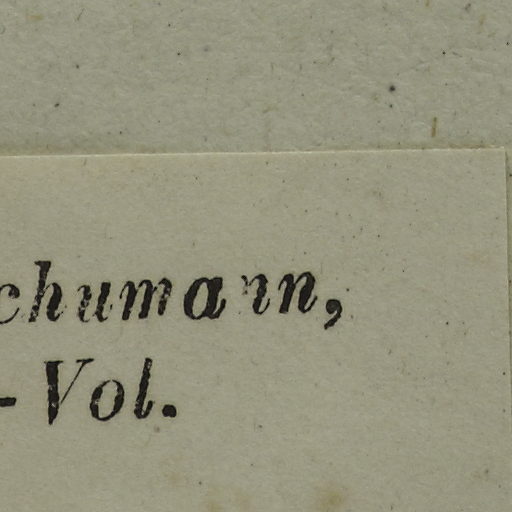 chumann,
- Vol.